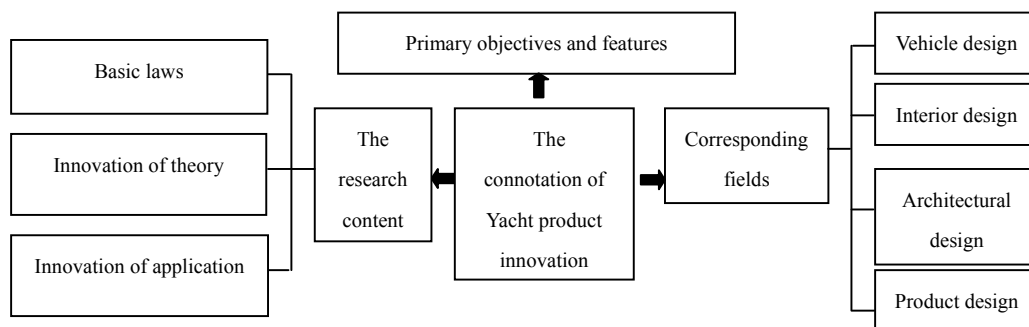 Primary objectives and features
Basic laws
Innovation of theory
Innovation of application
The
research
content
The
connotation of
Yacht product
innovation
Corresponding
fields
Vehicle design
Interior design
Architectural
design
Product design